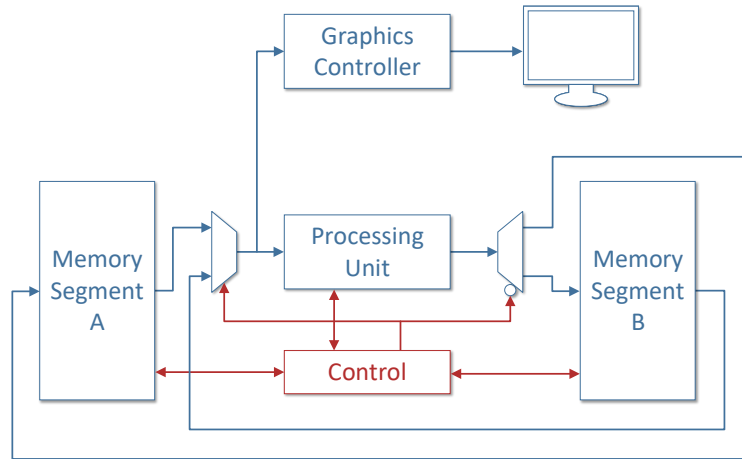 Graphics
Controller
Memory
Segment
A
Processing
Unit
Memory
Segment
B
Control